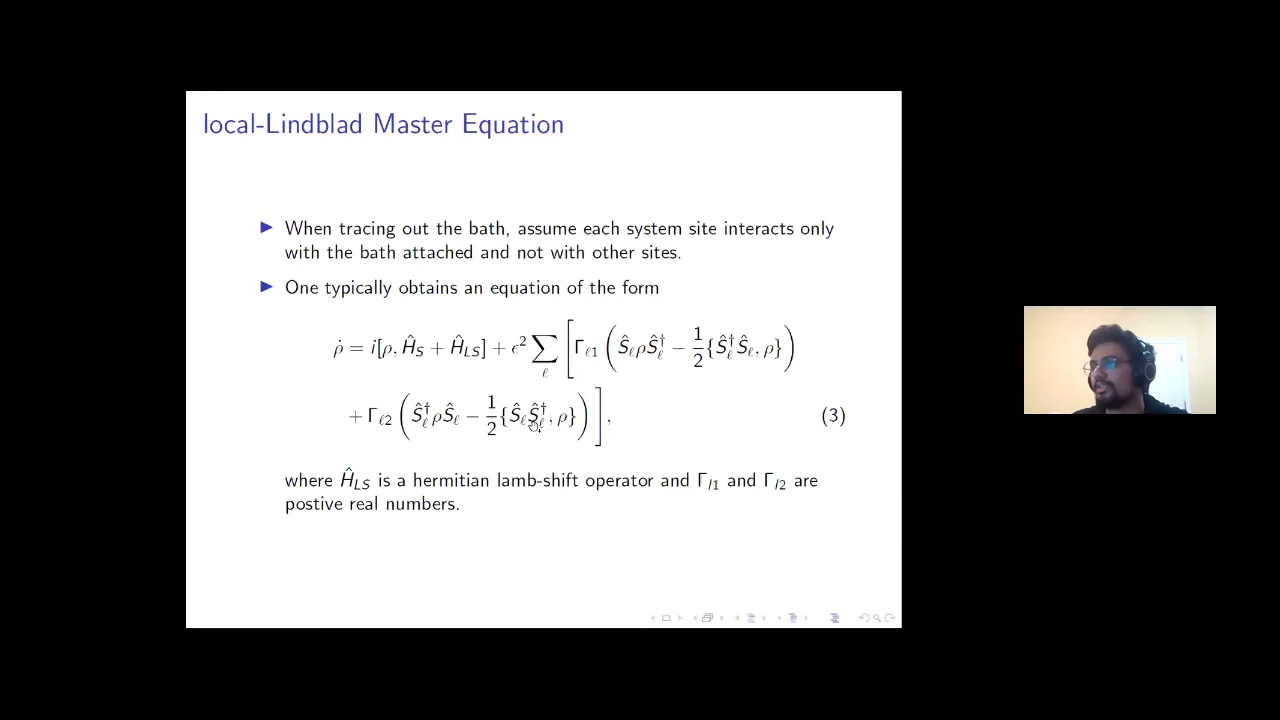 local-Lindblad Master Equation
When tracing out the bath, assume each system site interacts only
with the bath attached and not with other sites.
One typically obtains an equation of the form
ρ̇ = i[ρ, Ĥ_S + Ĥ_LS] + ϵ² ∑_ℓ [Γ_ℓ1 (Ŝ_ℓ ρ Ŝ_ℓ† − 1/2 {Ŝ_ℓ† Ŝ_ℓ, ρ})
+ Γ_ℓ2 (Ŝ_ℓ† ρ Ŝ_ℓ − 1/2 {Ŝ_ℓ Ŝ_ℓ†, ρ})], (3)
where Ĥ_LS is a hermitian lamb-shift operator and Γ_l1 and Γ_l2 are
postive real numbers.